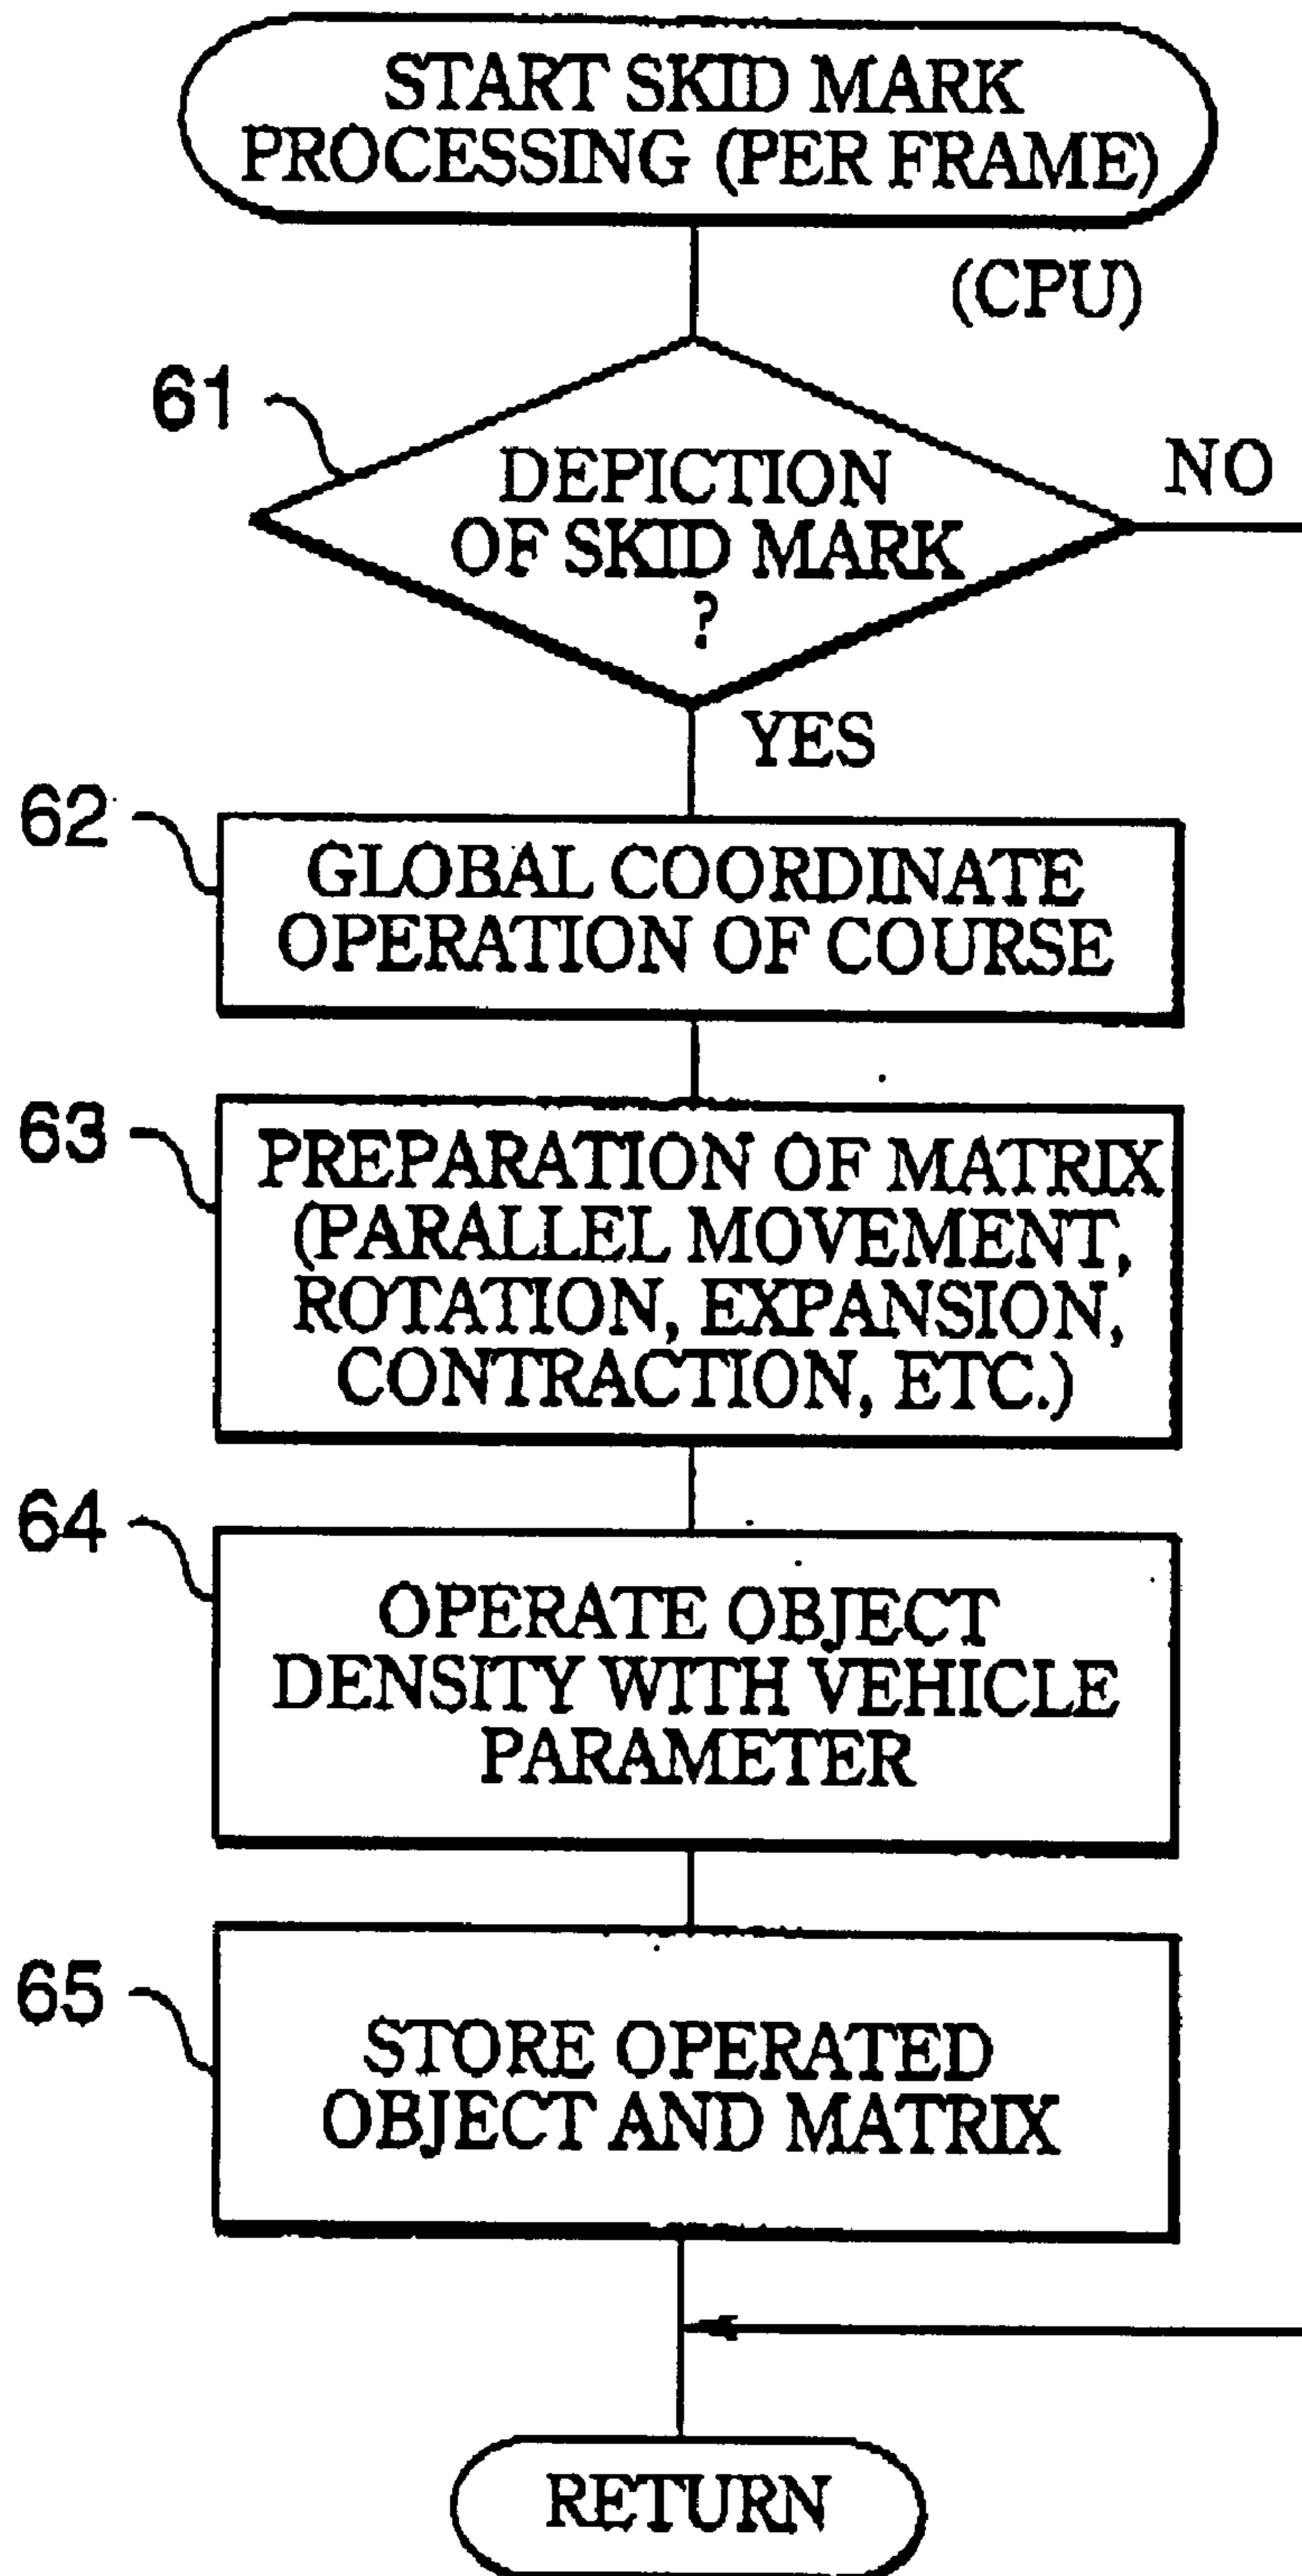 START SKID MARK
PROCESSING (PER FRAME)
(CPU)
61
DEPICTION
OF SKID MARK
?
NO
YES
62
GLOBAL COORDINATE
OPERATION OF COURSE
63
PREPARATION OF MATRIX
(PARALLEL MOVEMENT,
ROTATION, EXPANSION,
CONTRACTION, ETC.)
64
OPERATE OBJECT
DENSITY WITH VEHICLE
PARAMETER
65
STORE OPERATED
OBJECT AND MATRIX
RETURN